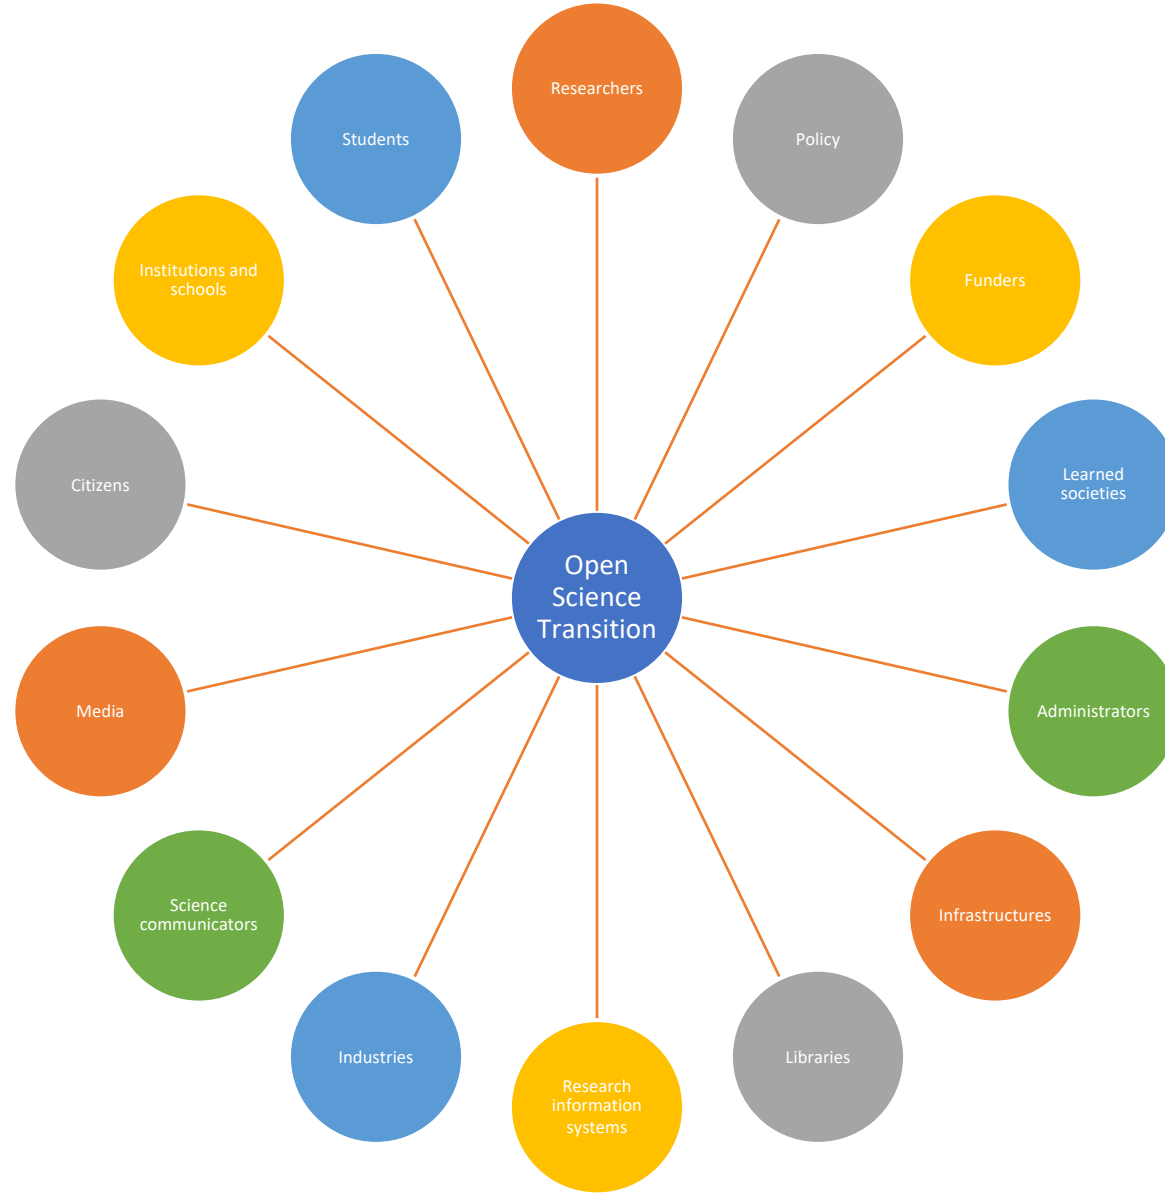 Researchers
Students
Policy
Institutions and
schools
Funders
Citizens
Learned
societies
Open
Science
Transition
Media
Administrators
Science
communicators
Infrastructures
Industries
Libraries
Research
information
systems